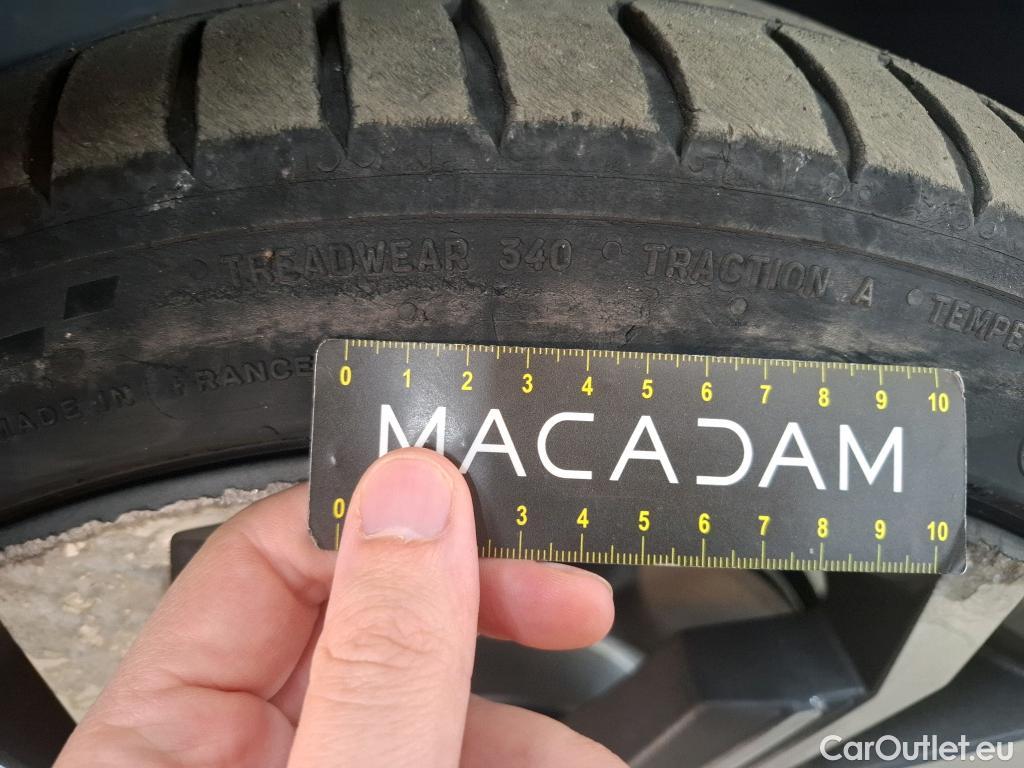 TREADWEAR 340 TRACTION A TEMPE
MADE IN FRANCE
0 1 2 3 4 5 6 7 8 9 10
MACADAM
0 3 4 5 6 7 8 9 10
CarOutlet.eu